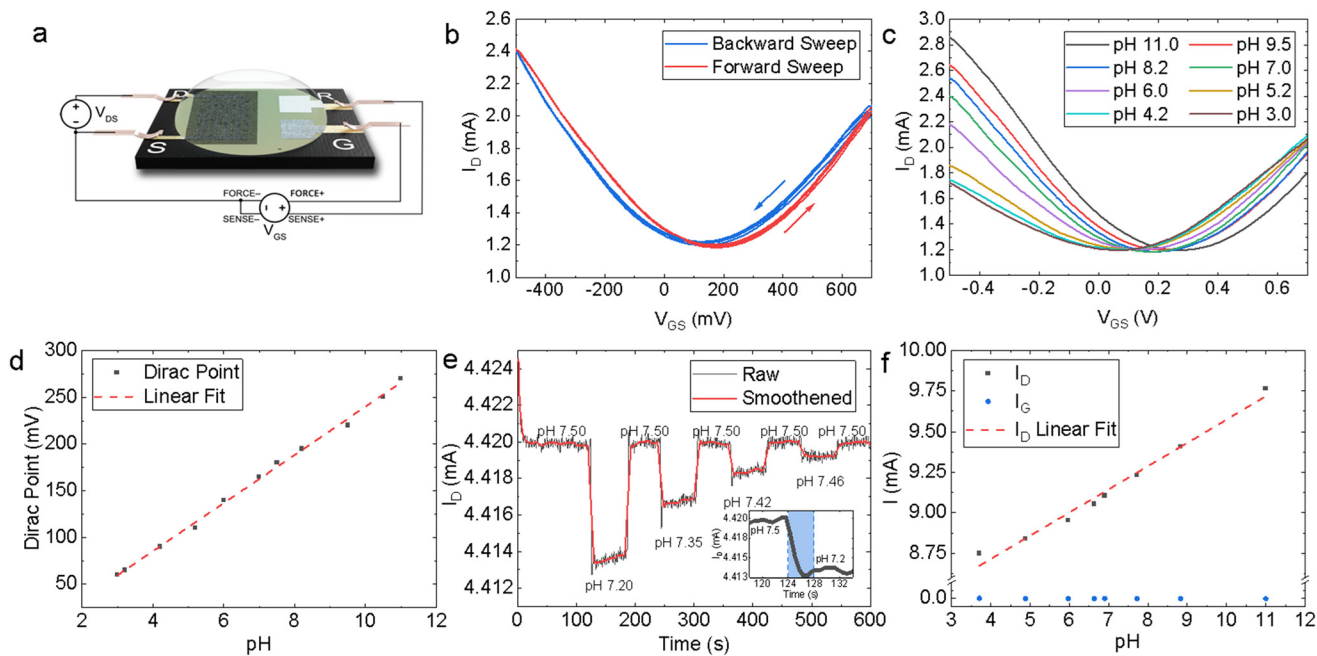 a
D
R
V_DS
S
G
FORCE–
FORCE+
SENSE–
SENSE+
V_GS
b
2.6
2.4
2.2
2.0
1.8
1.6
1.4
1.2
1.0
I_D (mA)
Backward Sweep
Forward Sweep
-400 -200 0 200 400 600
V_GS (mV)
c
3.0
2.8
2.6
2.4
2.2
2.0
1.8
1.6
1.4
1.2
1.0
I_D (mA)
pH 11.0 pH 9.5
pH 8.2 pH 7.0
pH 6.0 pH 5.2
pH 4.2 pH 3.0
-0.4 -0.2 0.0 0.2 0.4 0.6
V_GS (V)
d
300
250
200
150
100
50
Dirac Point (mV)
Dirac Point
Linear Fit
2 4 6 8 10 12
pH
e
4.424
4.422
4.420
4.418
4.416
4.414
4.412
I_D (mA)
Raw
Smoothened
pH 7.50 pH 7.50 pH 7.50 pH 7.50 pH 7.50
pH 7.46
pH 7.42
pH 7.35
pH 7.20
4.420
4.418
4.415
4.413
I_D (mA)
pH 7.5
pH 7.2
120 124 128 132
Time (s)
0 100 200 300 400 500 600
Time (s)
f
10.00
9.75
9.50
9.25
9.00
8.75
0.0
I (mA)
I_D
I_G
I_D Linear Fit
3 4 5 6 7 8 9 10 11 12
pH